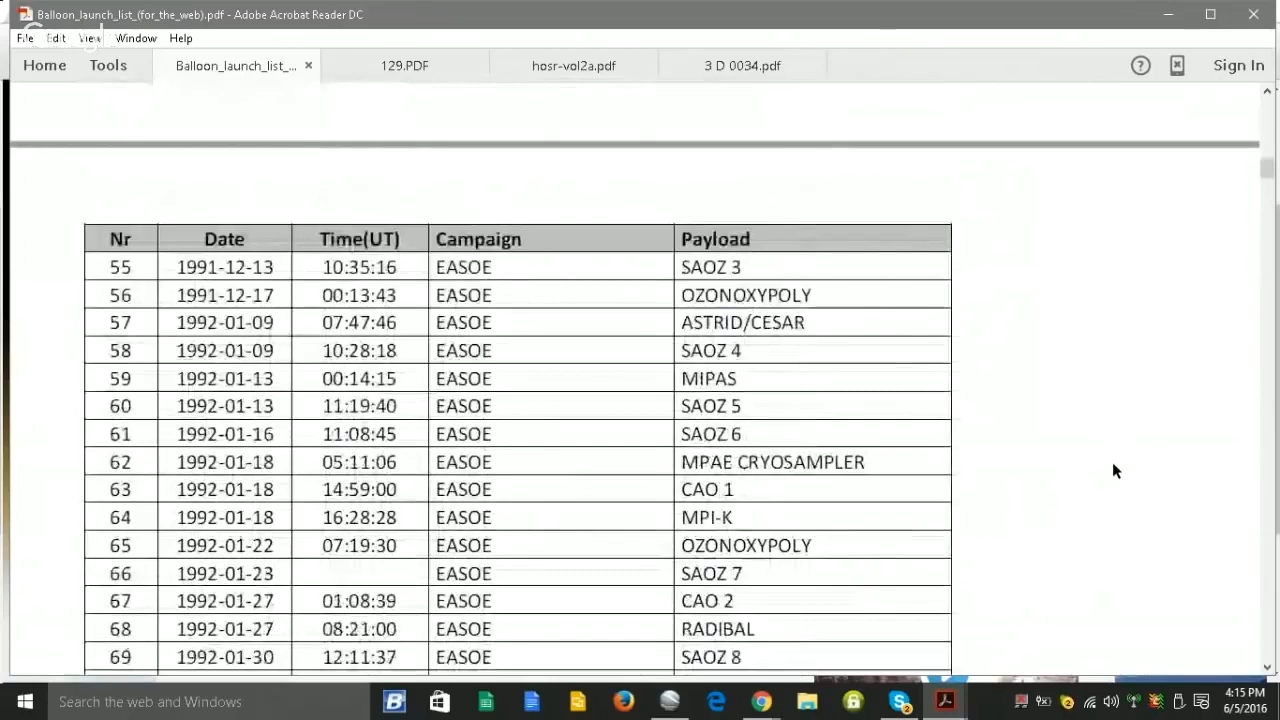 Balloon_launch_list_(for_the_web).pdf - Adobe Acrobat Reader DC
Google
File Edit View Window Help
Home Tools Balloon_launch_list_... × 129.PDF hosr-vol2a.pdf 3 D 0034.pdf Sign In
Nr Date Time(UT) Campaign Payload
55 1991-12-13 10:35:16 EASOE SAOZ 3
56 1991-12-17 00:13:43 EASOE OZONOXYPOLY
57 1992-01-09 07:47:46 EASOE ASTRID/CESAR
58 1992-01-09 10:28:18 EASOE SAOZ 4
59 1992-01-13 00:14:15 EASOE MIPAS
60 1992-01-13 11:19:40 EASOE SAOZ 5
61 1992-01-16 11:08:45 EASOE SAOZ 6
62 1992-01-18 05:11:06 EASOE MPAE CRYOSAMPLER
63 1992-01-18 14:59:00 EASOE CAO 1
64 1992-01-18 16:28:28 EASOE MPI-K
65 1992-01-22 07:19:30 EASOE OZONOXYPOLY
66 1992-01-23 EASOE SAOZ 7
67 1992-01-27 01:08:39 EASOE CAO 2
68 1992-01-27 08:21:00 EASOE RADIBAL
69 1992-01-30 12:11:37 EASOE SAOZ 8
Search the web and Windows
4:15 PM
6/5/2016